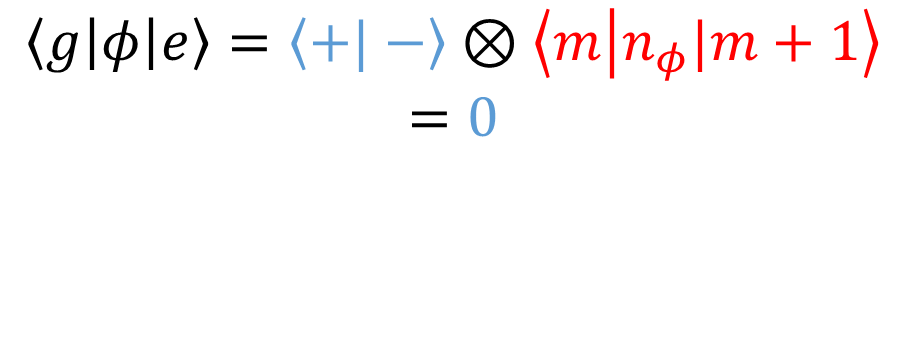 ⟨g|ϕ|e⟩ = ⟨+| −⟩ ⊗ ⟨m|n_ϕ|m + 1⟩
= 0